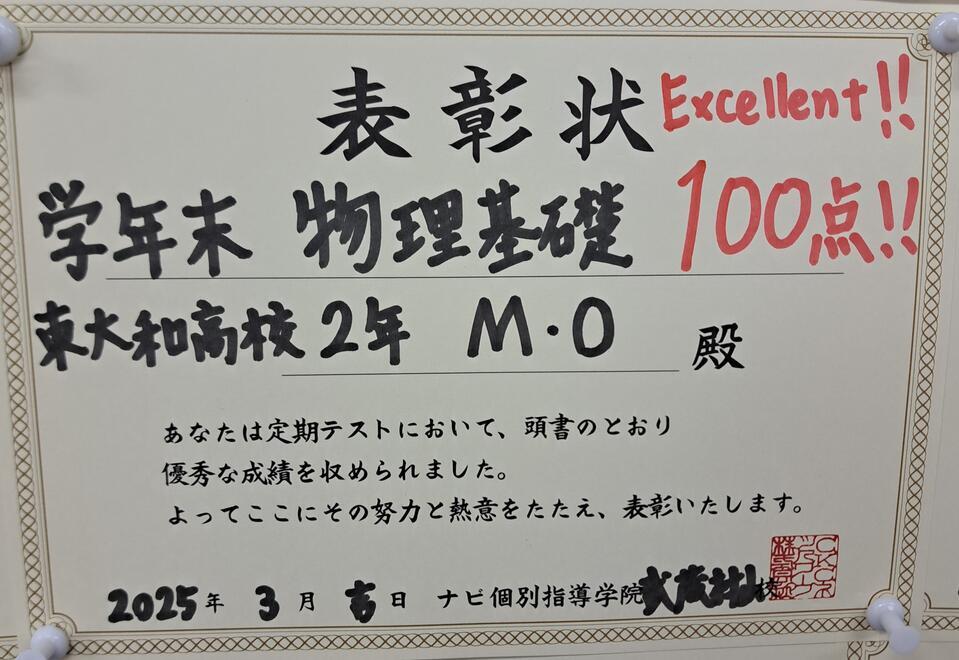 表彰状 Excellent!!
学年末 物理基礎 100点!!
東大和高校2年 M・O 殿
あなたは定期テストにおいて、頭書のとおり
優秀な成績を収められました。
よってここにその努力と熱意をたたえ、表彰いたします。
2025年 3月 吉日 ナビ個別指導学院武蔵村山校